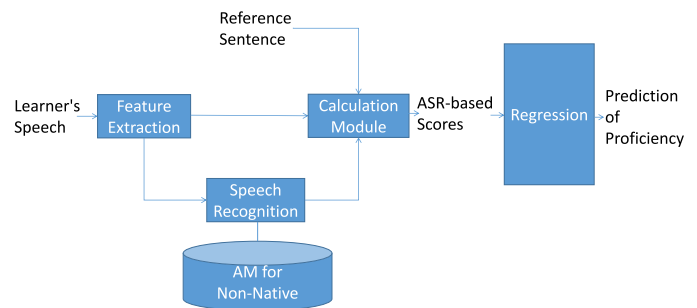 Reference
Sentence
Learner's
Speech
Feature
Extraction
Calculation
Module
ASR-based
Scores
Regression
Prediction
of
Proficiency
Speech
Recognition
AM for
Non-Native